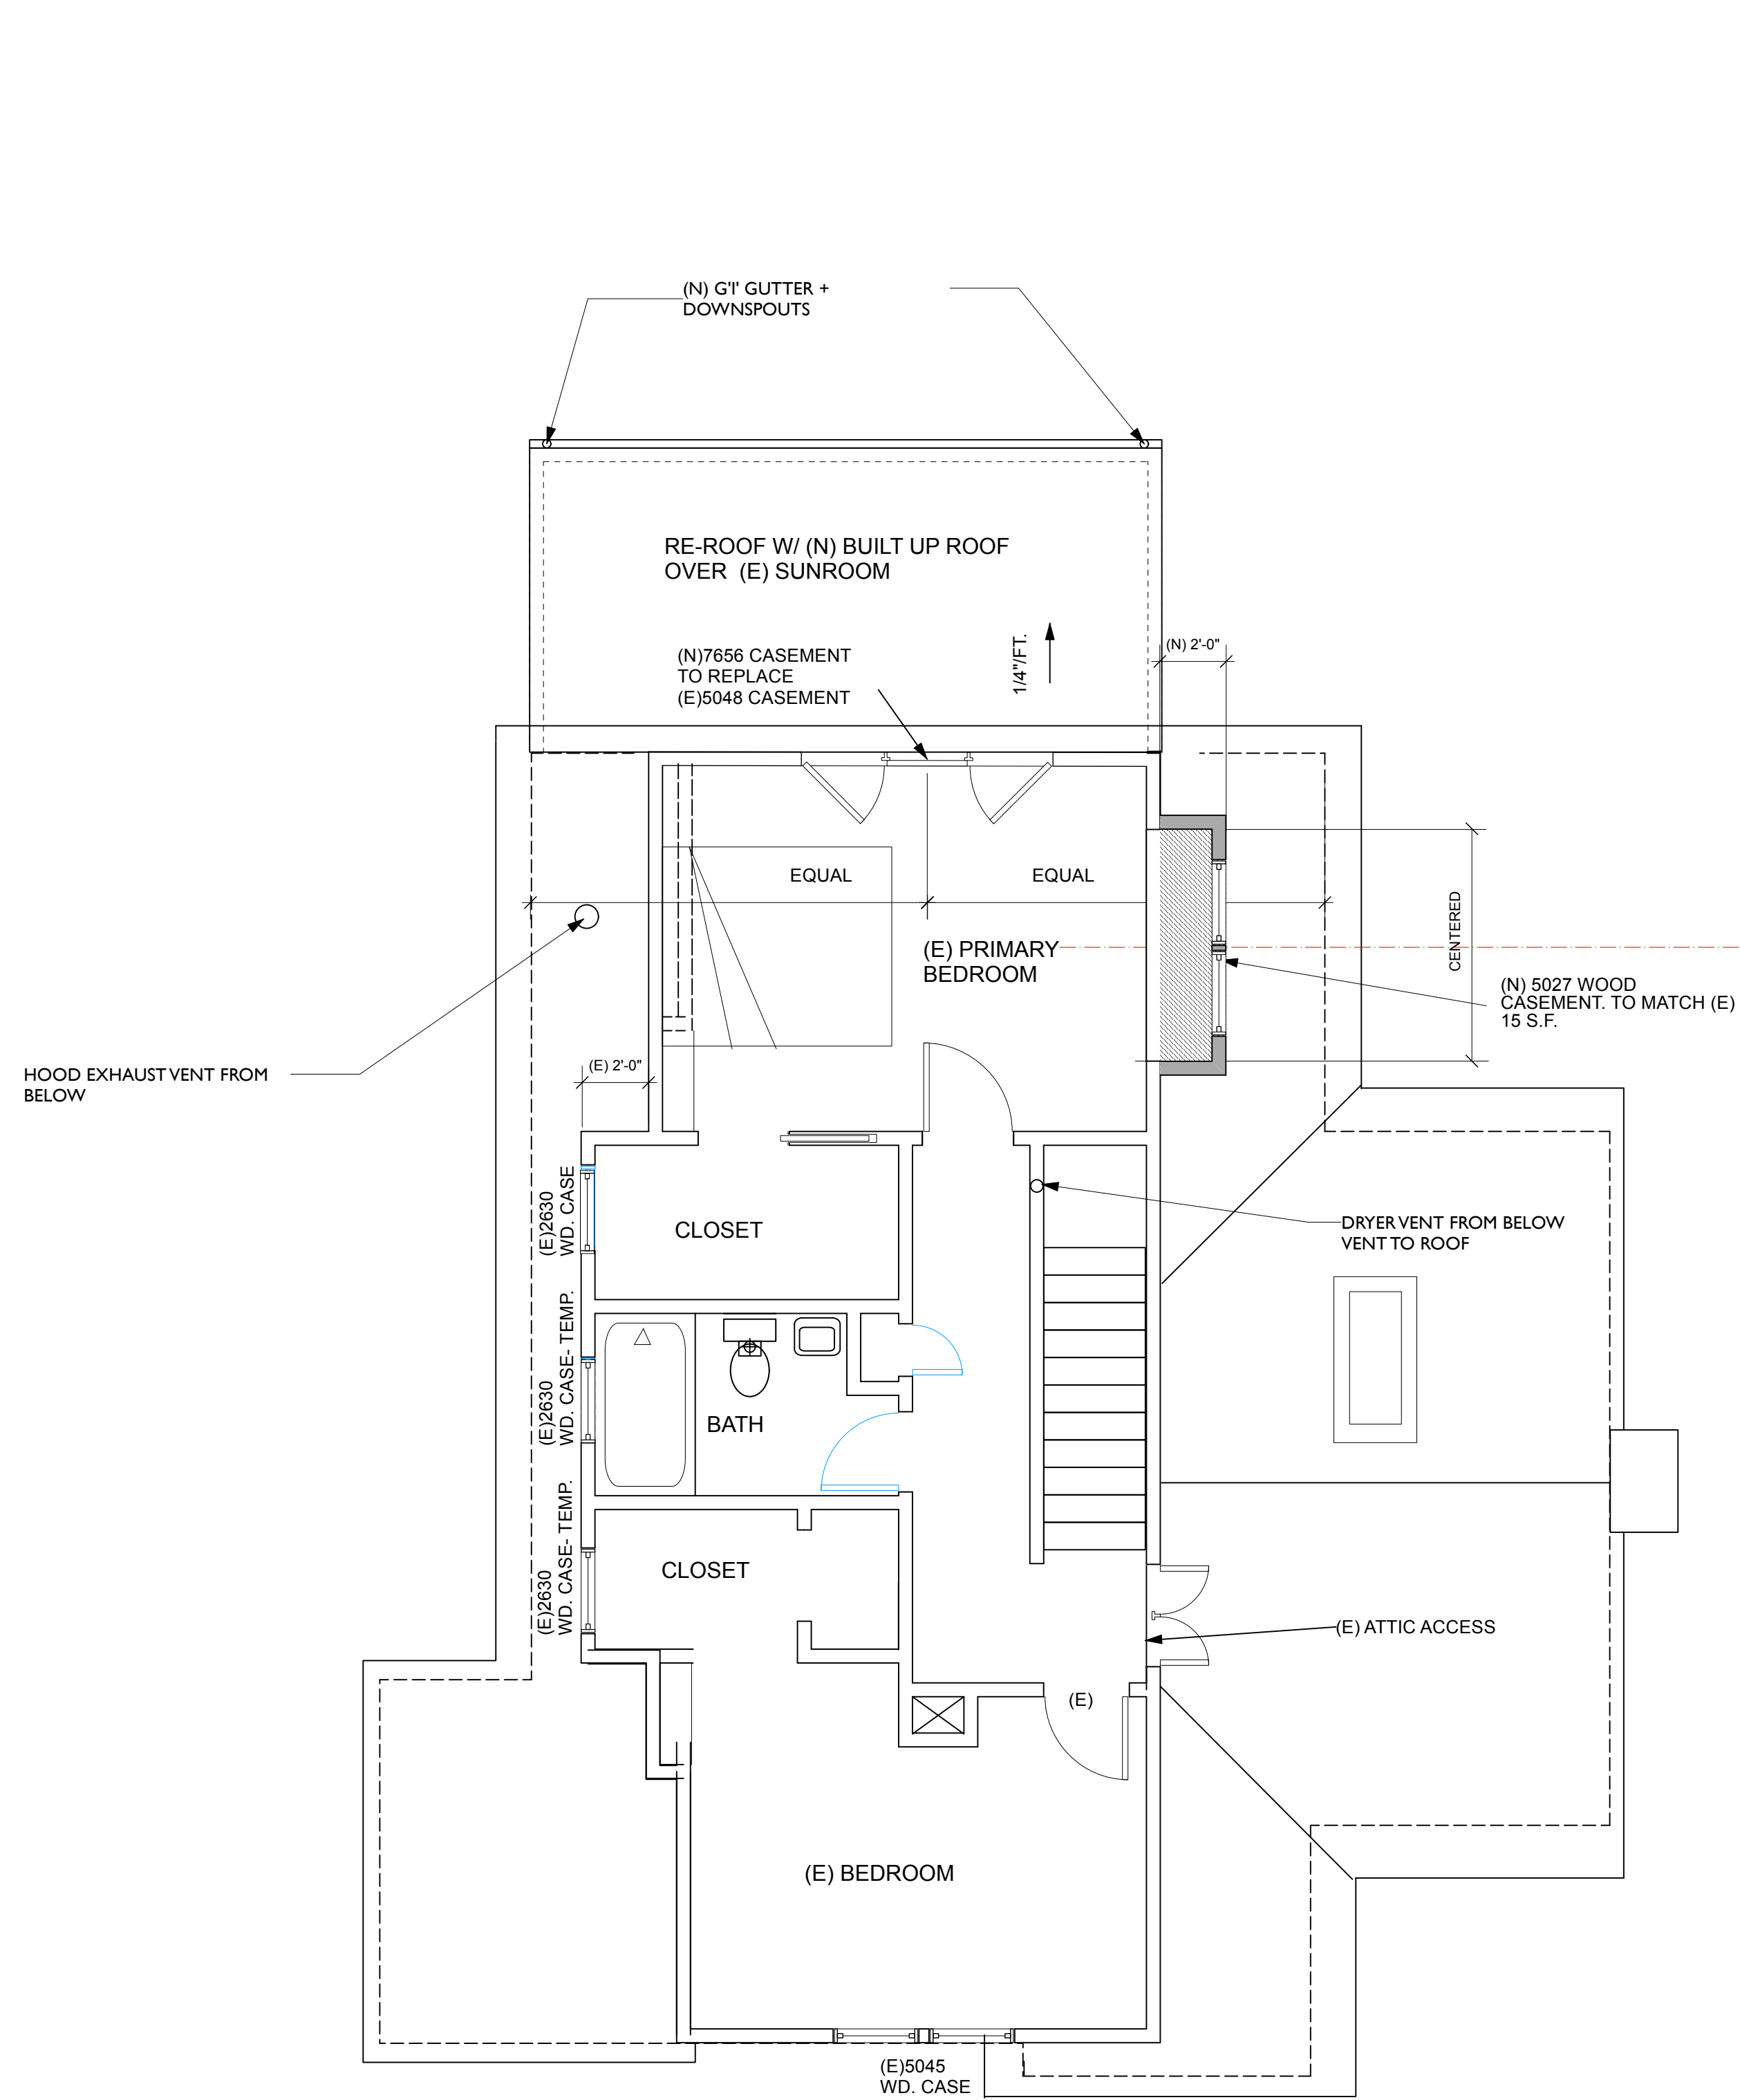 (N) G'I' GUTTER +
DOWNSPOUTS
RE-ROOF W/ (N) BUILT UP ROOF
OVER (E) SUNROOM
(N)7656 CASEMENT
TO REPLACE
(E)5048 CASEMENT
1/4"/FT.
(N) 2'-0"
EQUAL
EQUAL
CENTERED
(E) PRIMARY
BEDROOM
(N) 5027 WOOD
CASEMENT. TO MATCH (E)
15 S.F.
HOOD EXHAUST VENT FROM
BELOW
(E) 2'-0"
(E)2630
WD. CASE
CLOSET
DRYER VENT FROM BELOW
VENT TO ROOF
(E)2630
WD. CASE- TEMP.
BATH
(E)2630
WD. CASE- TEMP.
CLOSET
(E) ATTIC ACCESS
(E)
(E) BEDROOM
(E)5045
WD. CASE